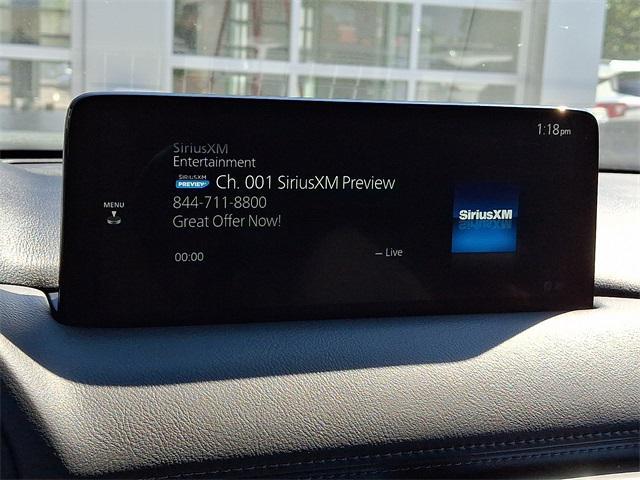 1:18pm
SiriusXM
Entertainment
SIRIUSXM PREVIEW Ch. 001 SiriusXM Preview
844-711-8800
Great Offer Now!
MENU
SiriusXM
00:00
– Live